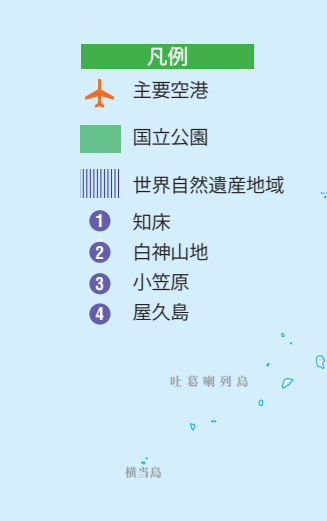 凡例
主要空港
国立公園
世界自然遺産地域
1 知床
2 白神山地
3 小笠原
4 屋久島
吐葛喇列島
横当島